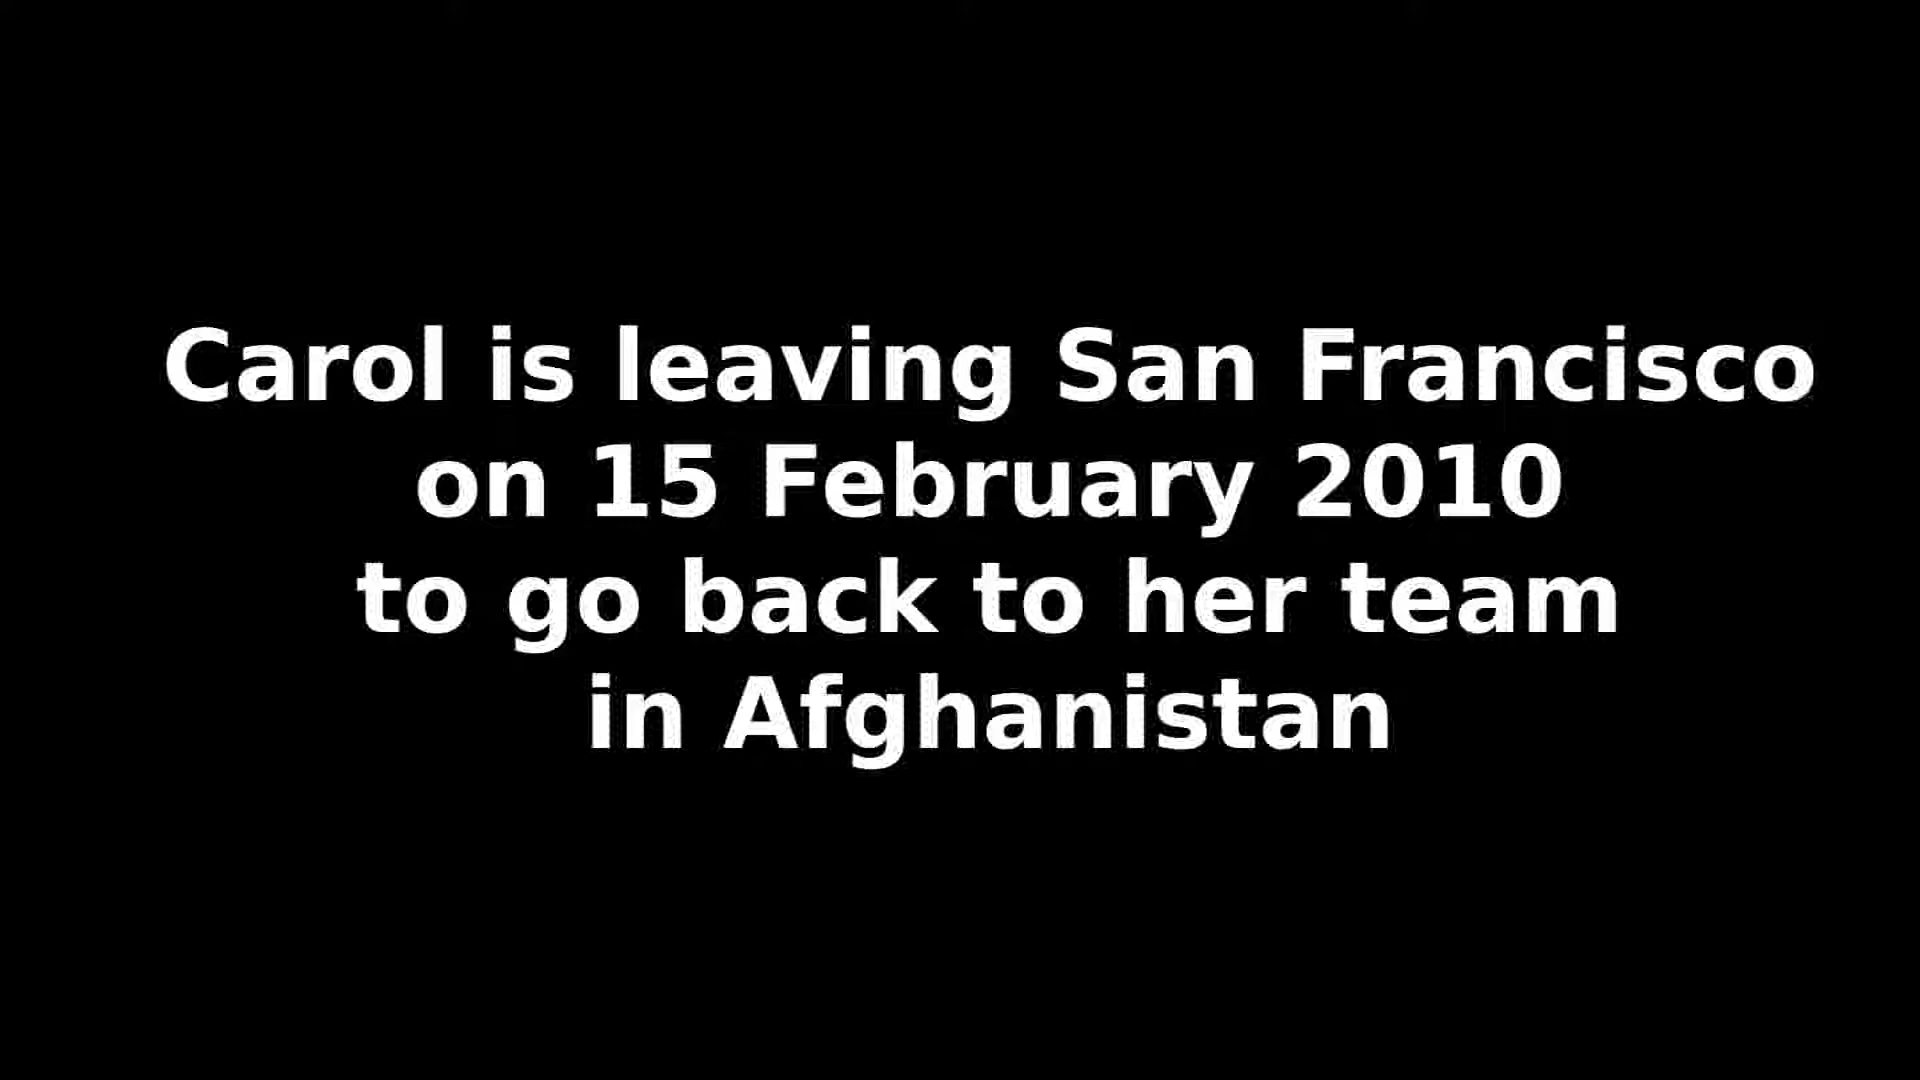 Carol is leaving San Francisco
on 15 February 2010
to go back to her team
in Afghanistan